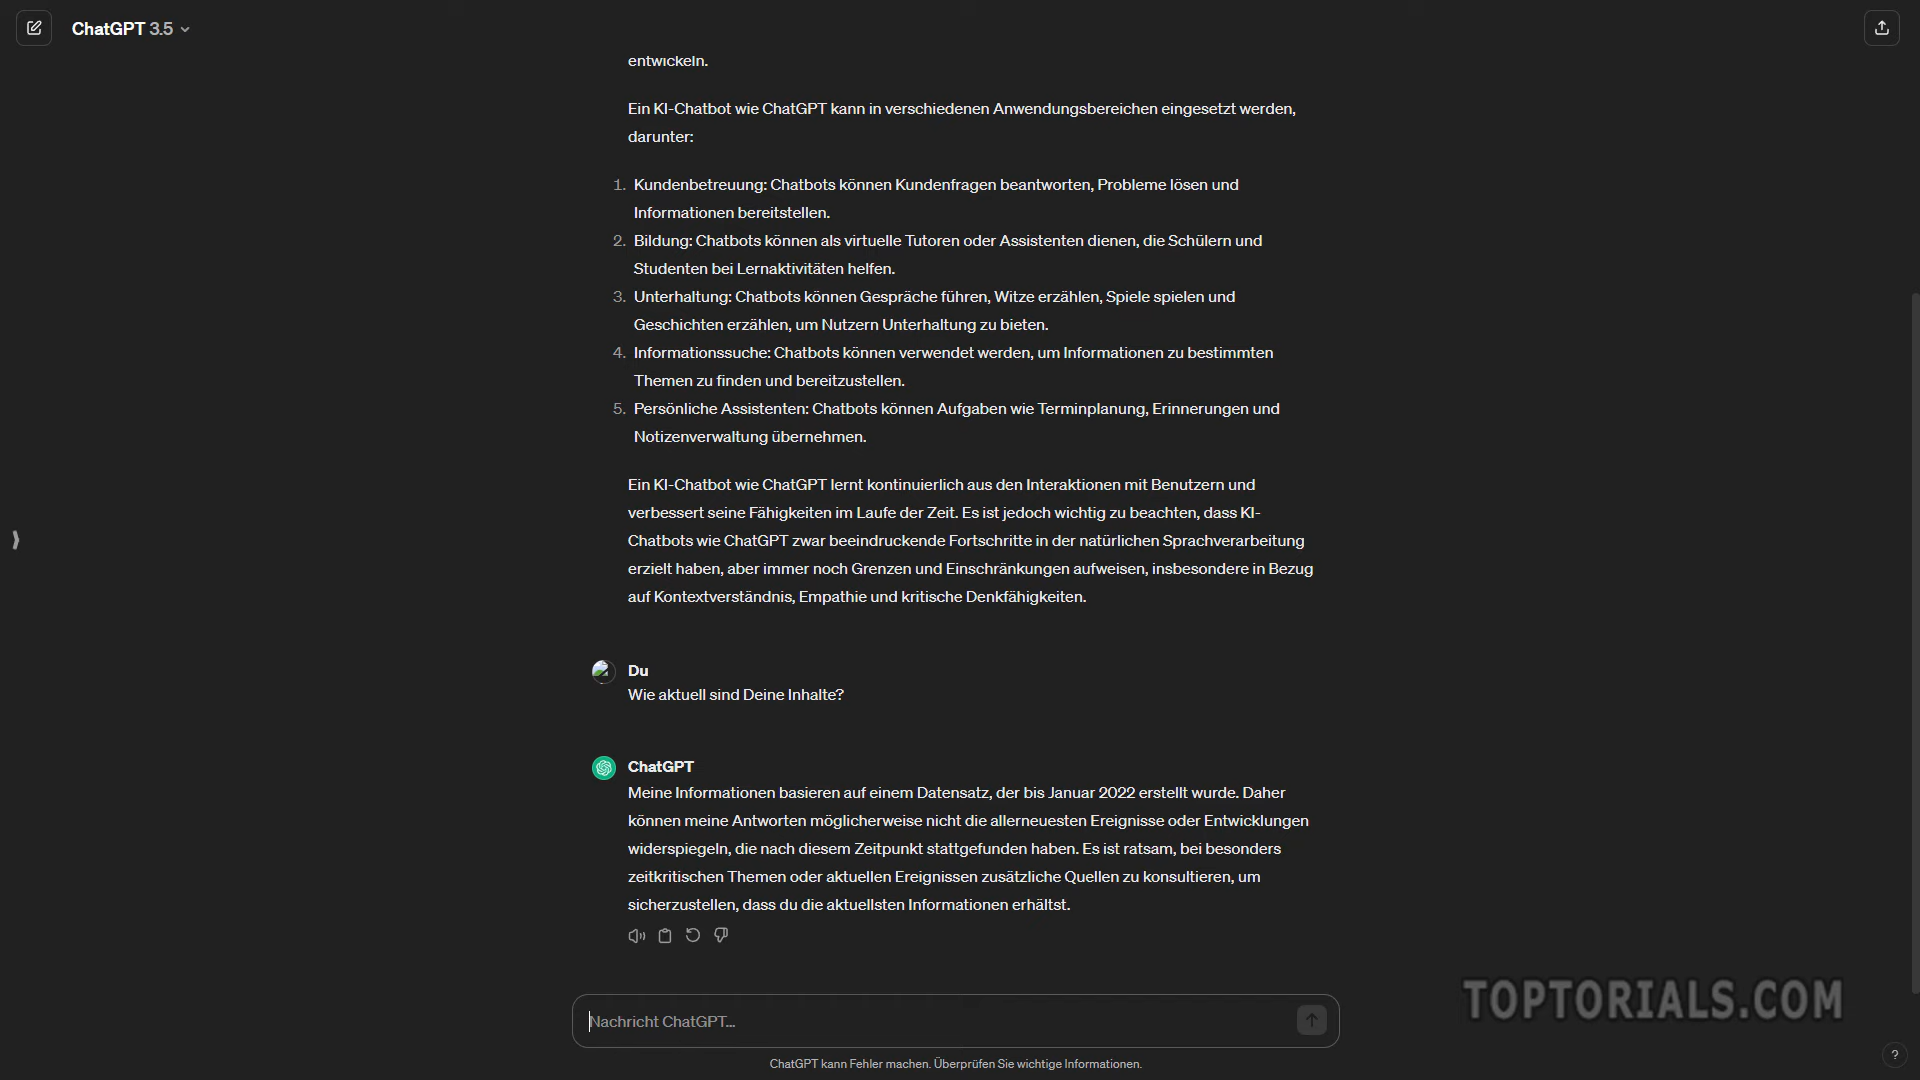 ChatGPT 3.5
entwickeln.
Ein KI-Chatbot wie ChatGPT kann in verschiedenen Anwendungsbereichen eingesetzt werden,
darunter:
1. Kundenbetreuung: Chatbots können Kundenfragen beantworten, Probleme lösen und
Informationen bereitstellen.
2. Bildung: Chatbots können als virtuelle Tutoren oder Assistenten dienen, die Schülern und
Studenten bei Lernaktivitäten helfen.
3. Unterhaltung: Chatbots können Gespräche führen, Witze erzählen, Spiele spielen und
Geschichten erzählen, um Nutzern Unterhaltung zu bieten.
4. Informationssuche: Chatbots können verwendet werden, um Informationen zu bestimmten
Themen zu finden und bereitzustellen.
5. Persönliche Assistenten: Chatbots können Aufgaben wie Terminplanung, Erinnerungen und
Notizenverwaltung übernehmen.
Ein KI-Chatbot wie ChatGPT lernt kontinuierlich aus den Interaktionen mit Benutzern und
verbessert seine Fähigkeiten im Laufe der Zeit. Es ist jedoch wichtig zu beachten, dass KI-
Chatbots wie ChatGPT zwar beeindruckende Fortschritte in der natürlichen Sprachverarbeitung
erzielt haben, aber immer noch Grenzen und Einschränkungen aufweisen, insbesondere in Bezug
auf Kontextverständnis, Empathie und kritische Denkfähigkeiten.
Du
Wie aktuell sind Deine Inhalte?
ChatGPT
Meine Informationen basieren auf einem Datensatz, der bis Januar 2022 erstellt wurde. Daher
können meine Antworten möglicherweise nicht die allerneuesten Ereignisse oder Entwicklungen
widerspiegeln, die nach diesem Zeitpunkt stattgefunden haben. Es ist ratsam, bei besonders
zeitkritischen Themen oder aktuellen Ereignissen zusätzliche Quellen zu konsultieren, um
sicherzustellen, dass du die aktuellsten Informationen erhältst.
Nachricht ChatGPT...
TOPTORIALS.COM
ChatGPT kann Fehler machen. Überprüfen Sie wichtige Informationen.
?